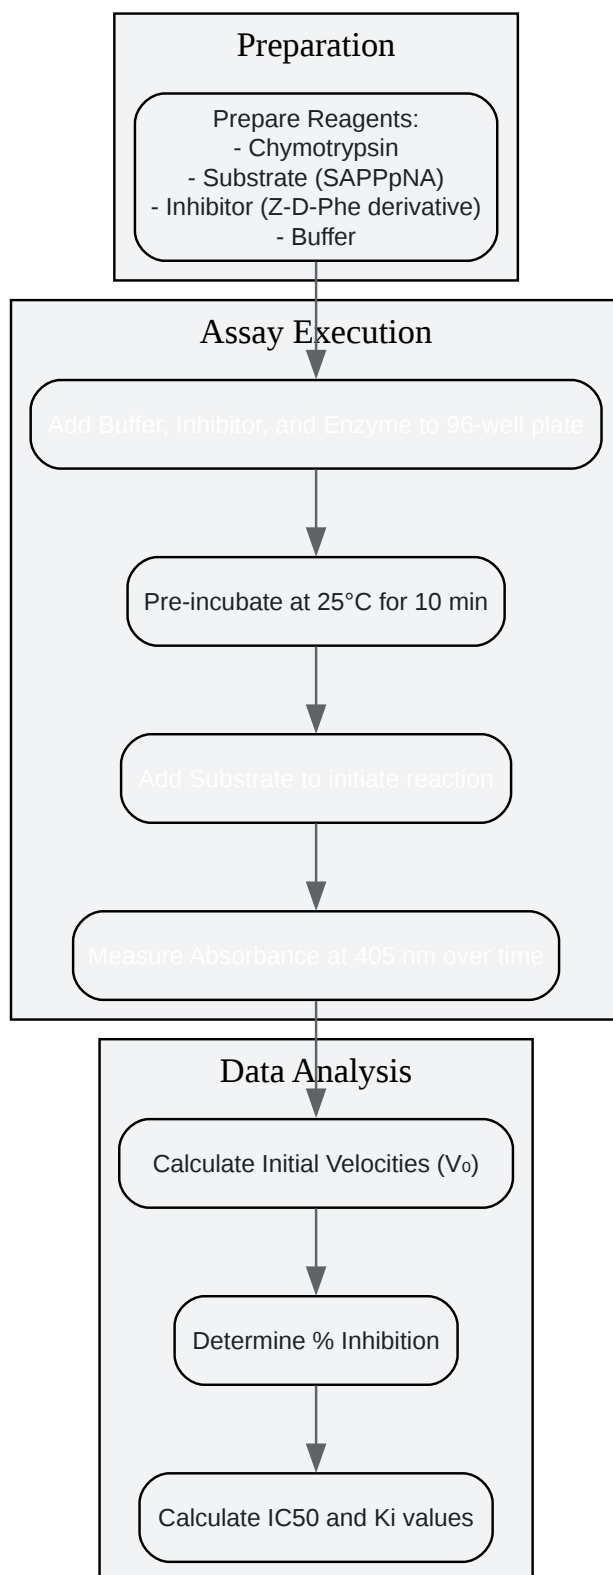 Preparation
Prepare Reagents:
- Chymotrypsin
- Substrate (SAPPpNA)
- Inhibitor (Z-D-Phe derivative)
- Buffer
Assay Execution
Add Buffer, Inhibitor, and Enzyme to 96-well plate
Pre-incubate at 25°C for 10 min
Add Substrate to initiate reaction
Measure Absorbance at 405 nm over time
Data Analysis
Calculate Initial Velocities (V₀)
Determine % Inhibition
Calculate IC50 and Ki values